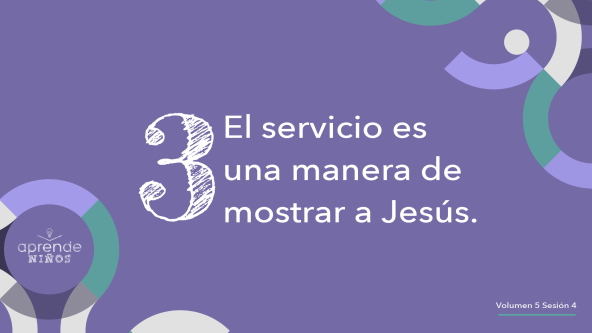 3
El servicio es
una manera de
mostrar a Jesús.
aprende
NIÑOS
Volumen 5 Sesión 4